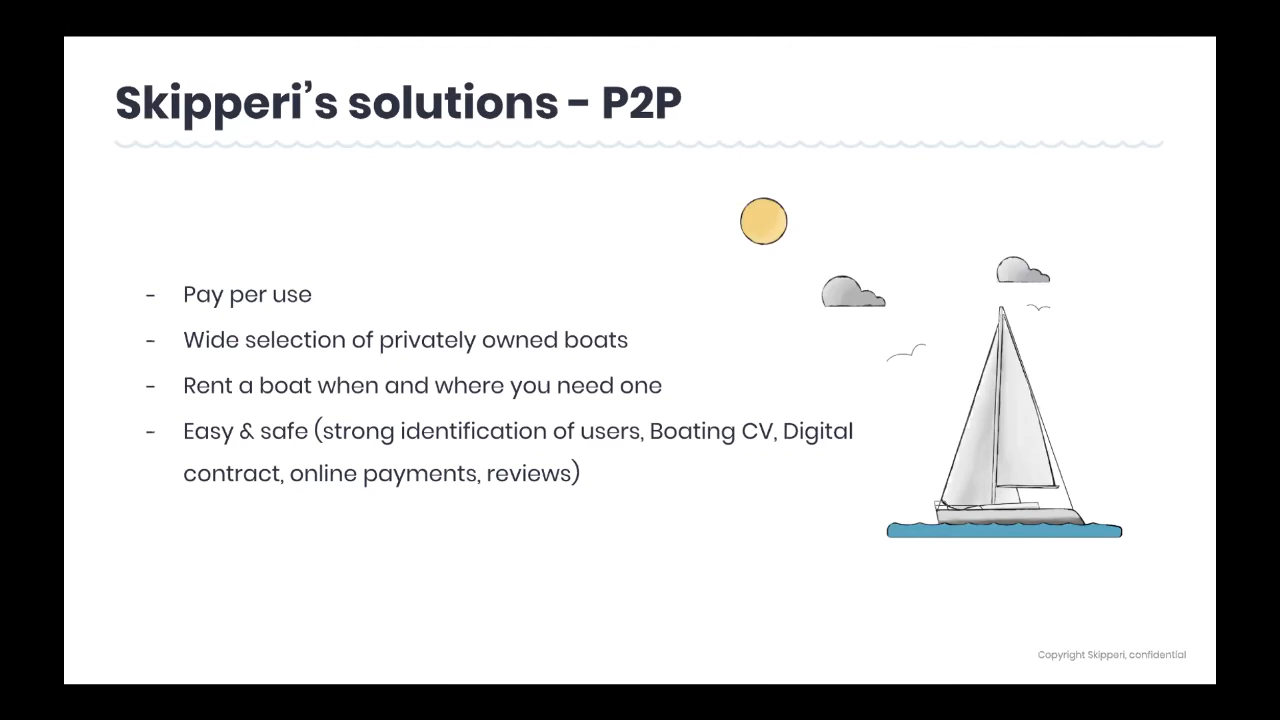 Skipperi’s solutions - P2P
- Pay per use
- Wide selection of privately owned boats
- Rent a boat when and where you need one
- Easy & safe (strong identification of users, Boating CV, Digital
contract, online payments, reviews)
Copyright Skipperi, confidential